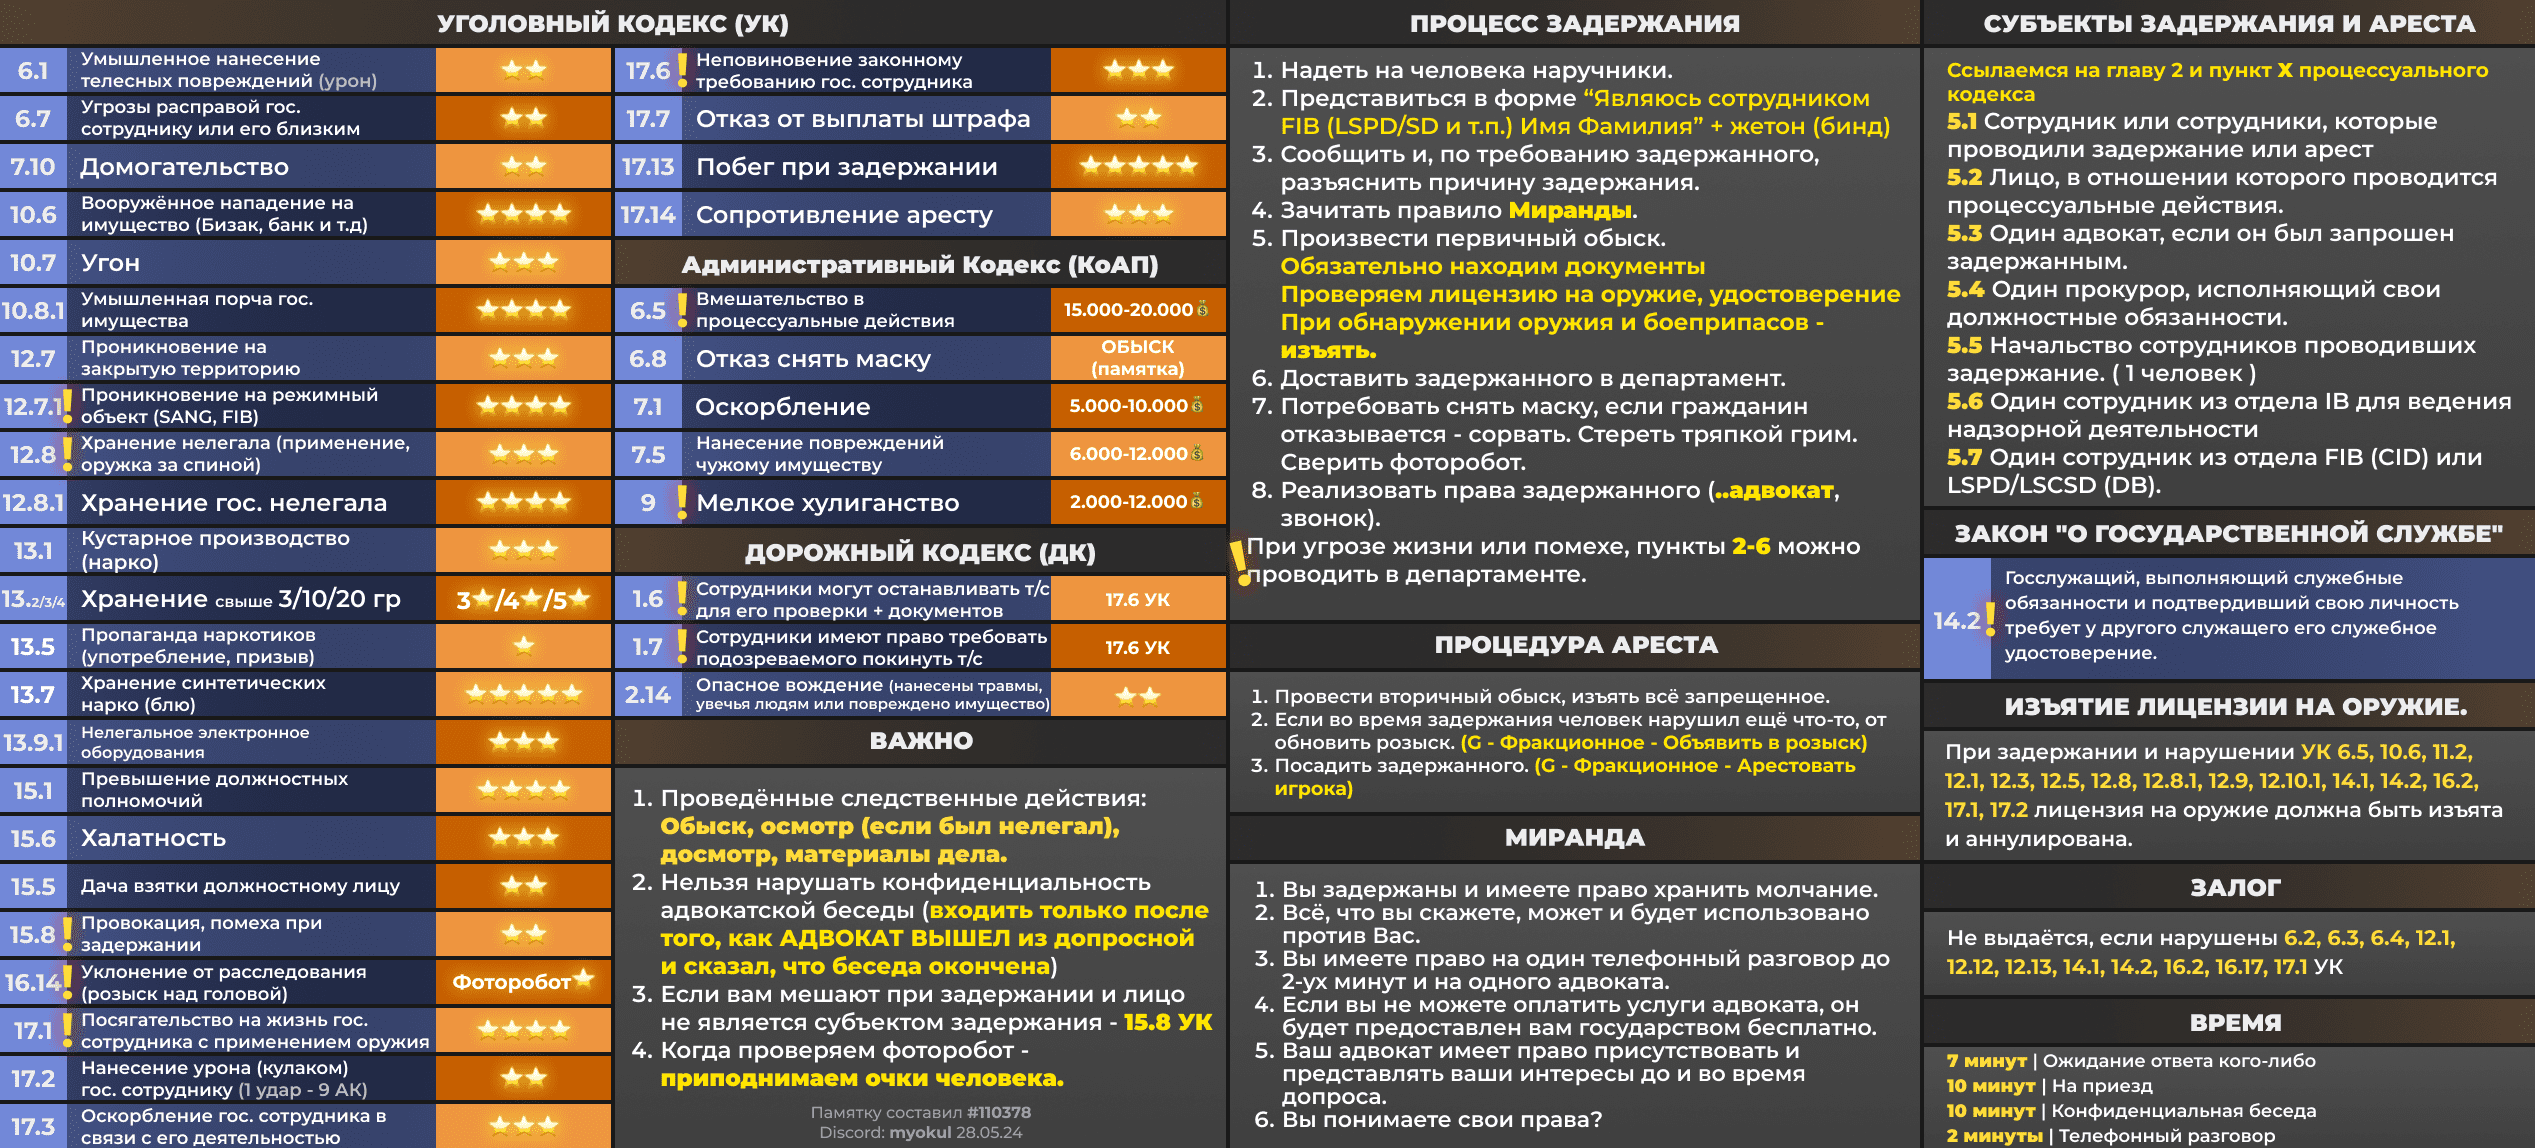 УГОЛОВНЫЙ КОДЕКС (УК)
6.1
Умышленное нанесение
телесных повреждений (урон)
6.7
Угрозы расправой гос.
сотруднику или его близким
7.10
Домогательство
10.6
Вооружённое нападение на
имущество (Бизак, банк и т.д)
10.7
Угон
10.8.1
Умышленная порча гос.
имущества
12.7
Проникновение на
закрытую территорию
12.7.1
Проникновение на режимный
объект (SANG, FIB)
12.8
Хранение нелегала (применение,
оружка за спиной)
12.8.1
Хранение гос. нелегала
13.1
Кустарное производство
(нарко)
13.2/3/4
Хранение свыше 3/10/20 гр
3⭐/4⭐/5⭐
13.5
Пропаганда наркотиков
(употребление, призыв)
13.7
Хранение синтетических
нарко (блю)
13.9.1
Нелегальное электронное
оборудования
15.1
Превышение должностных
полномочий
15.6
Халатность
15.5
Дача взятки должностному лицу
15.8
Провокация, помеха при
задержании
16.14
Уклонение от расследования
(розыск над головой)
Фоторобот⭐
17.1
Посягательство на жизнь гос.
сотрудника с применением оружия
17.2
Нанесение урона (кулаком)
гос. сотруднику (1 удар - 9 АК)
17.3
Оскорбление гос. сотрудника в
связи с его деятельностью
17.6
Неповиновение законному
требованию гос. сотрудника
17.7
Отказ от выплаты штрафа
17.13
Побег при задержании
17.14
Сопротивление аресту
Административный Кодекс (КоАП)
6.5
Вмешательство в
процессуальные действия
15.000-20.000
6.8
Отказ снять маску
ОБЫСК
(памятка)
7.1
Оскорбление
5.000-10.000
7.5
Нанесение повреждений
чужому имуществу
6.000-12.000
9
Мелкое хулиганство
2.000-12.000
ДОРОЖНЫЙ КОДЕКС (ДК)
1.6
Сотрудники могут останавливать т/с
для его проверки + документов
17.6 УК
1.7
Сотрудники имеют право требовать
подозреваемого покинуть т/с
17.6 УК
2.14
Опасное вождение (нанесены травмы,
увечья людям или повреждено имущество)
ВАЖНО
1. Проведённые следственные действия:
Обыск, осмотр (если был нелегал),
досмотр, материалы дела.
2. Нельзя нарушать конфиденциальность
адвокатской беседы (входить только после
того, как АДВОКАТ ВЫШЕЛ из допросной
и сказал, что беседа окончена)
3. Если вам мешают при задержании и лицо
не является субъектом задержания - 15.8 УК
4. Когда проверяем фоторобот -
приподнимаем очки человека.
Памятку составил #110378
Discord: myokul 28.05.24
ПРОЦЕСС ЗАДЕРЖАНИЯ
1. Надеть на человека наручники.
2. Представиться в форме “Являюсь сотрудником
FIB (LSPD/SD и т.п.) Имя Фамилия” + жетон (бинд)
3. Сообщить и, по требованию задержанного,
разъяснить причину задержания.
4. Зачитать правило Миранды.
5. Произвести первичный обыск.
Обязательно находим документы
Проверяем лицензию на оружие, удостоверение
При обнаружении оружия и боеприпасов -
изъять.
6. Доставить задержанного в департамент.
7. Потребовать снять маску, если гражданин
отказывается - сорвать. Стереть тряпкой грим.
Сверить фоторобот.
8. Реализовать права задержанного (..адвокат,
звонок).
При угрозе жизни или помехе, пункты 2-6 можно
проводить в департаменте.
ПРОЦЕДУРА АРЕСТА
1. Провести вторичный обыск, изъять всё запрещенное.
2. Если во время задержания человек нарушил ещё что-то, от
обновить розыск. (G - Фракционное - Объявить в розыск)
3. Посадить задержанного. (G - Фракционное - Арестовать
игрока)
МИРАНДА
1. Вы задержаны и имеете право хранить молчание.
2. Всё, что вы скажете, может и будет использовано
против Вас.
3. Вы имеете право на один телефонный разговор до
2-ух минут и на одного адвоката.
4. Если вы не можете оплатить услуги адвоката, он
будет предоставлен вам государством бесплатно.
5. Ваш адвокат имеет право присутствовать и
представлять ваши интересы до и во время
допроса.
6. Вы понимаете свои права?
СУБЪЕКТЫ ЗАДЕРЖАНИЯ И АРЕСТА
Ссылаемся на главу 2 и пункт X процессуального
кодекса
5.1 Сотрудник или сотрудники, которые
проводили задержание или арест
5.2 Лицо, в отношении которого проводится
процессуальные действия.
5.3 Один адвокат, если он был запрошен
задержанным.
5.4 Один прокурор, исполняющий свои
должностные обязанности.
5.5 Начальство сотрудников проводивших
задержание. ( 1 человек )
5.6 Один сотрудник из отдела IB для ведения
надзорной деятельности
5.7 Один сотрудник из отдела FIB (CID) или
LSPD/LSCSD (DB).
ЗАКОН "О ГОСУДАРСТВЕННОЙ СЛУЖБЕ"
14.2
Госслужащий, выполняющий служебные
обязанности и подтвердивший свою личность
требует у другого служащего его служебное
удостоверение.
ИЗЪЯТИЕ ЛИЦЕНЗИИ НА ОРУЖИЕ.
При задержании и нарушении УК 6.5, 10.6, 11.2,
12.1, 12.3, 12.5, 12.8, 12.8.1, 12.9, 12.10.1, 14.1, 14.2, 16.2,
17.1, 17.2 лицензия на оружие должна быть изъята
и аннулирована.
ЗАЛОГ
Не выдаётся, если нарушены 6.2, 6.3, 6.4, 12.1,
12.12, 12.13, 14.1, 14.2, 16.2, 16.17, 17.1 УК
ВРЕМЯ
7 минут | Ожидание ответа кого-либо
10 минут | На приезд
10 минут | Конфиденциальная беседа
2 минуты | Телефонный разговор